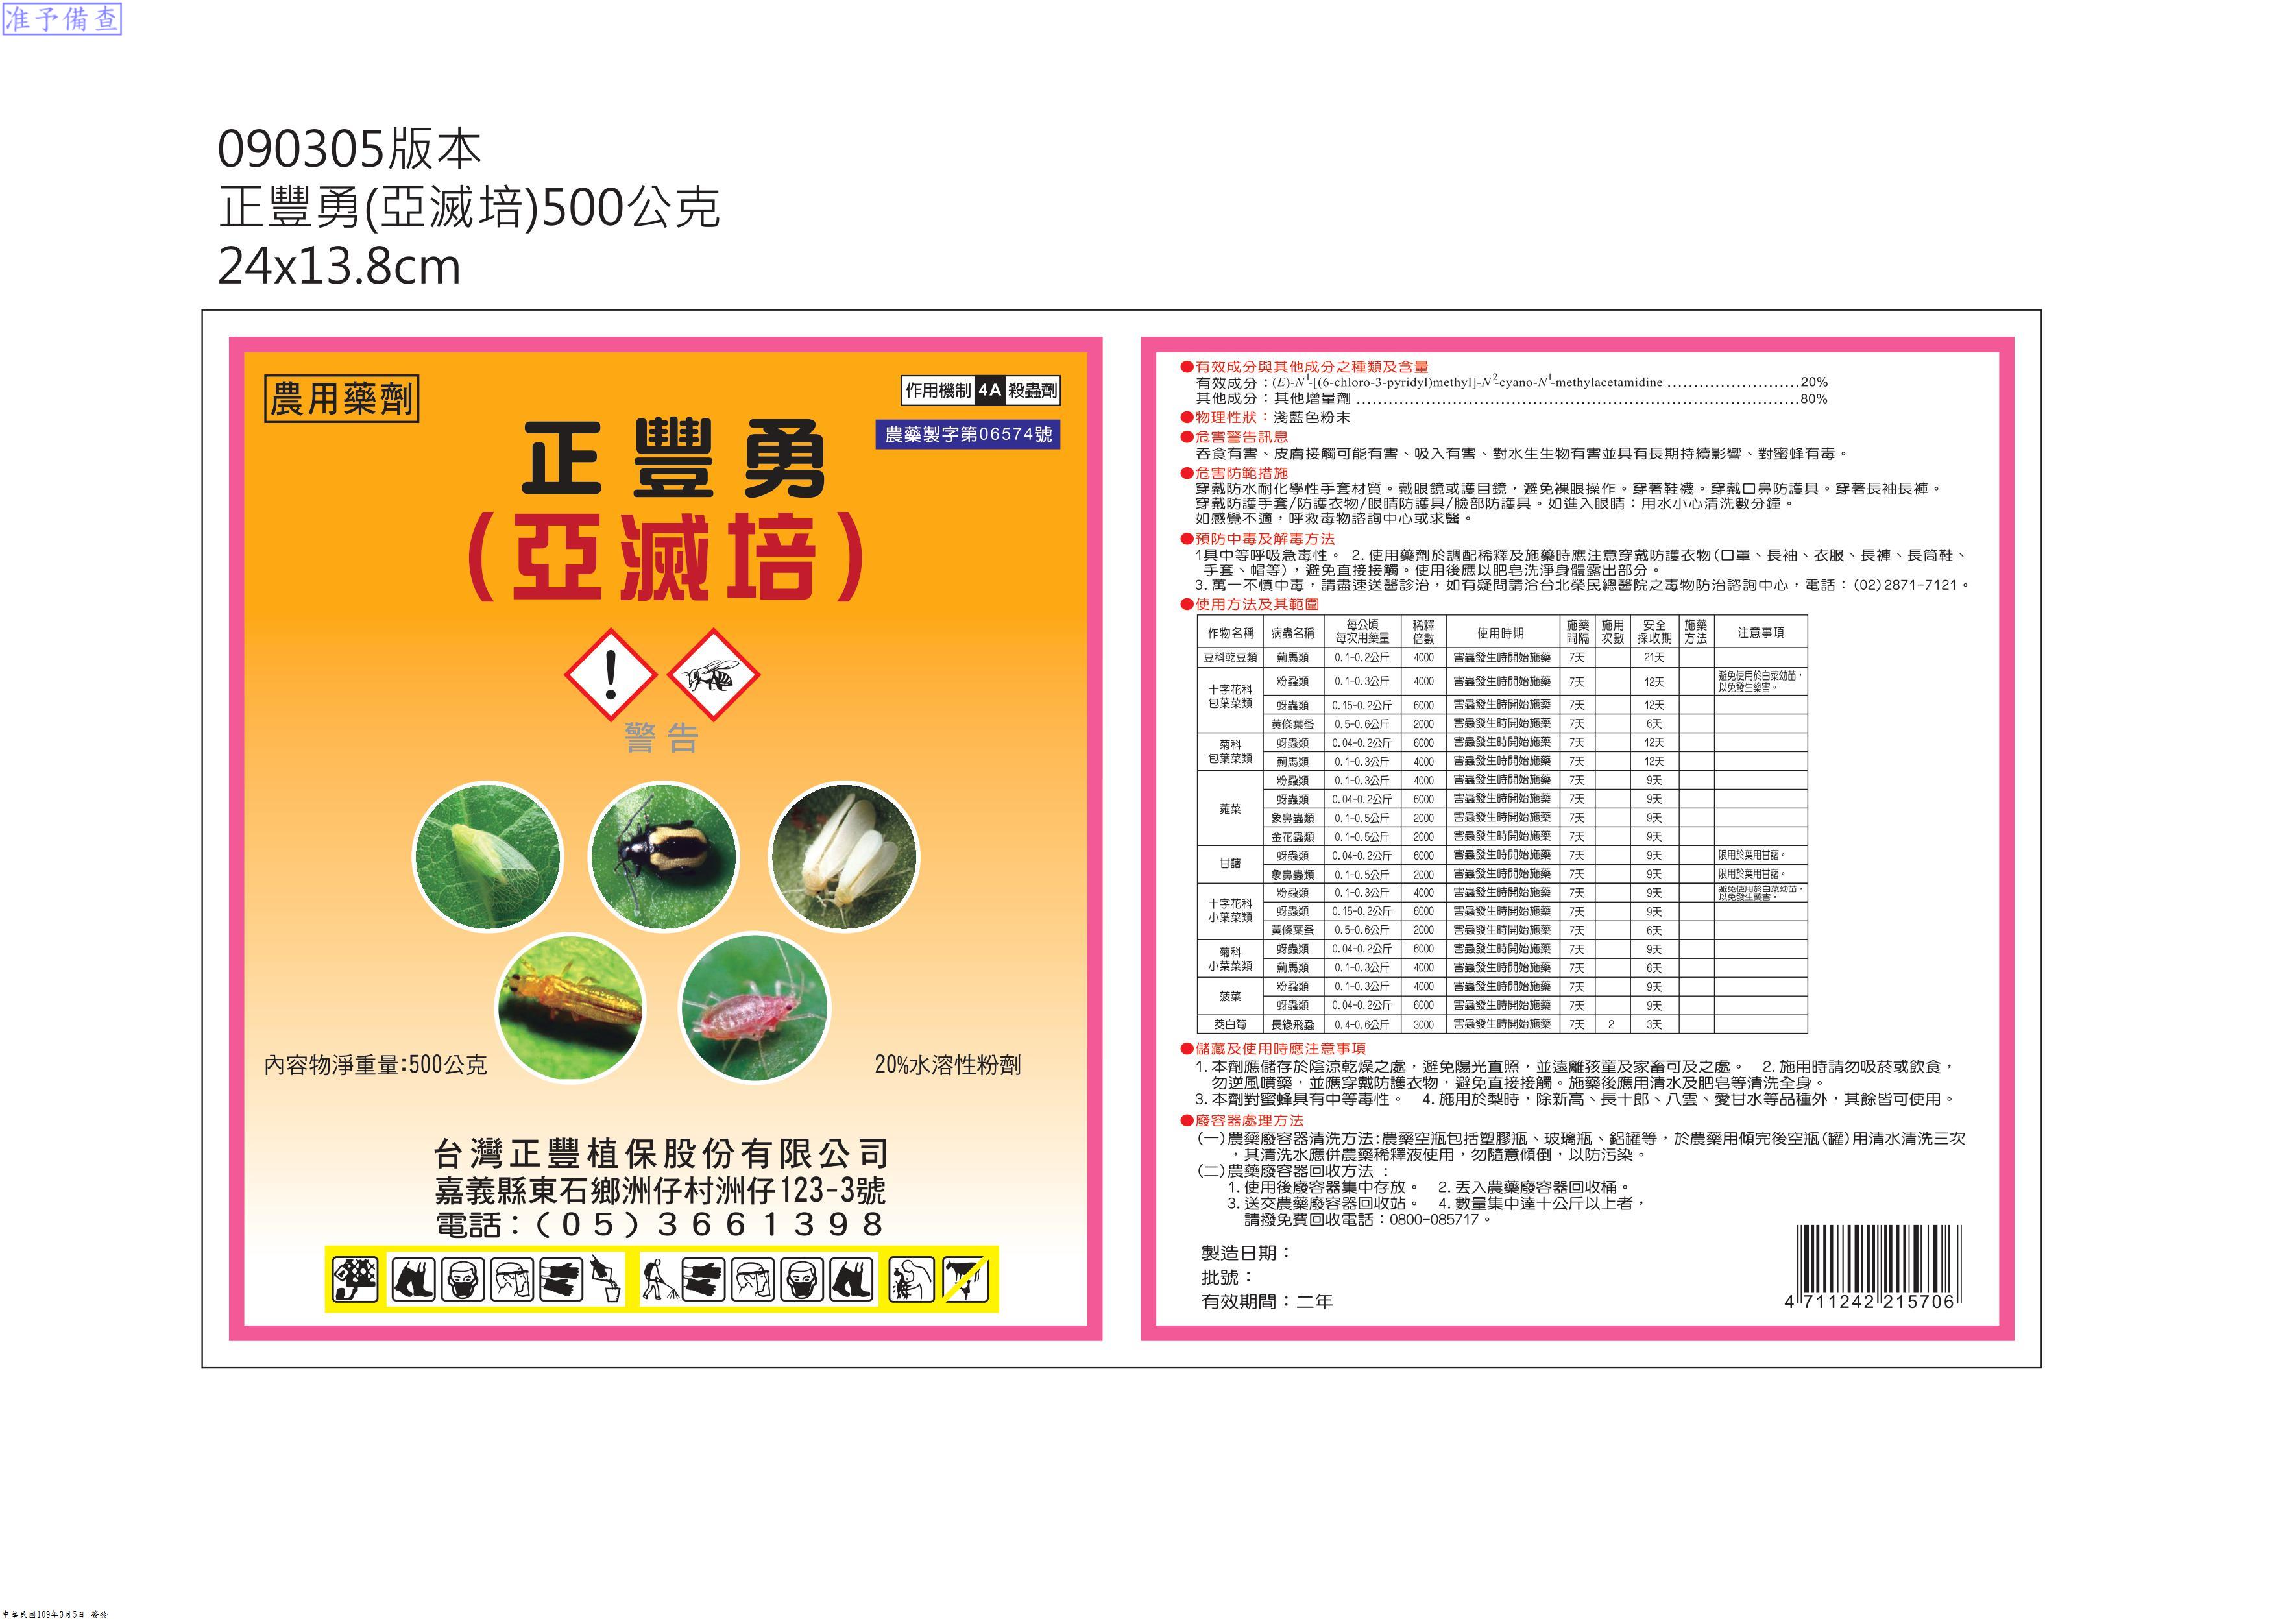 准予備查
090305版本
正豐勇(亞滅培)500公克
24x13.8cm
農用藥劑
作用機制 4A 殺蟲劑
農藥製字第06574號
正豐勇
(亞滅培)
警告
內容物淨重量:500公克
20%水溶性粉劑
台灣正豐植保股份有限公司
嘉義縣東石鄉洲仔村洲仔123-3號
電話：(05)3661398
●有效成分與其他成分之種類及含量
有效成分：(E)-N¹-[(6-chloro-3-pyridyl)methyl]-N²-cyano-N¹-methylacetamidine .........................20%
其他成分：其他增量劑 ....................................................................................80%
●物理性狀：淺藍色粉末
●危害警告訊息
吞食有害、皮膚接觸可能有害、吸入有害、對水生生物有害並具有長期持續影響、對蜜蜂有毒。
●危害防範措施
穿戴防水耐化學性手套材質。戴眼鏡或護目鏡，避免裸眼操作。穿著鞋襪。穿戴口鼻防護具。穿著長袖長褲。
穿戴防護手套/防護衣物/眼睛防護具/臉部防護具。如進入眼睛：用水小心清洗數分鐘。
如感覺不適，呼救毒物諮詢中心或求醫。
●預防中毒及解毒方法
1具中等呼吸急毒性。 2.使用藥劑於調配稀釋及施藥時應注意穿戴防護衣物(口罩、長袖、衣服、長褲、長筒鞋、
手套、帽等)，避免直接接觸。使用後應以肥皂洗淨身體露出部分。
3.萬一不慎中毒，請盡速送醫診治，如有疑問請洽台北榮民總醫院之毒物防治諮詢中心，電話：(02)2871-7121。
●使用方法及其範圍
作物名稱 病蟲名稱 每公頃每次用藥量 稀釋倍數 使用時期 施藥間隔 施用次數 安全採收期 施藥方法 注意事項
豆科乾豆類 薊馬類 0.1-0.2公斤 4000 害蟲發生時開始施藥 7天 21天
十字花科包葉菜類 粉蝨類 0.1-0.3公斤 4000 害蟲發生時開始施藥 7天 12天 避免使用於白菜幼苗，以免發生藥害。
蚜蟲類 0.15-0.2公斤 6000 害蟲發生時開始施藥 7天 12天
黃條葉蚤 0.5-0.6公斤 2000 害蟲發生時開始施藥 7天 6天
菊科包葉菜類 蚜蟲類 0.04-0.2公斤 6000 害蟲發生時開始施藥 7天 12天
薊馬類 0.1-0.3公斤 4000 害蟲發生時開始施藥 7天 12天
蕹菜 粉蝨類 0.1-0.3公斤 4000 害蟲發生時開始施藥 7天 9天
蚜蟲類 0.04-0.2公斤 6000 害蟲發生時開始施藥 7天 9天
象鼻蟲類 0.1-0.5公斤 2000 害蟲發生時開始施藥 7天 9天
金花蟲類 0.1-0.5公斤 2000 害蟲發生時開始施藥 7天 9天
甘藷 蚜蟲類 0.04-0.2公斤 6000 害蟲發生時開始施藥 7天 9天 限用於葉用甘藷。
象鼻蟲類 0.1-0.5公斤 2000 害蟲發生時開始施藥 7天 9天 限用於葉用甘藷。
十字花科小葉菜類 粉蝨類 0.1-0.3公斤 4000 害蟲發生時開始施藥 7天 9天 避免使用於白菜幼苗，以免發生藥害。
蚜蟲類 0.15-0.2公斤 6000 害蟲發生時開始施藥 7天 9天
黃條葉蚤 0.5-0.6公斤 2000 害蟲發生時開始施藥 7天 6天
菊科小葉菜類 蚜蟲類 0.04-0.2公斤 6000 害蟲發生時開始施藥 7天 9天
薊馬類 0.1-0.3公斤 4000 害蟲發生時開始施藥 7天 6天
菠菜 粉蝨類 0.1-0.3公斤 4000 害蟲發生時開始施藥 7天 9天
蚜蟲類 0.04-0.2公斤 6000 害蟲發生時開始施藥 7天 9天
茭白筍 長綠飛蝨 0.4-0.6公斤 3000 害蟲發生時開始施藥 7天 2 3天
●儲藏及使用時應注意事項
1.本劑應儲存於陰涼乾燥之處，避免陽光直照，並遠離孩童及家畜可及之處。 2.施用時請勿吸菸或飲食，
勿逆風噴藥，並應穿戴防護衣物，避免直接接觸。施藥後應用清水及肥皂等清洗全身。
3.本劑對蜜蜂具有中等毒性。 4.施用於梨時，除新高、長十郎、八雲、愛甘水等品種外，其餘皆可使用。
●廢容器處理方法
(一)農藥廢容器清洗方法:農藥空瓶包括塑膠瓶、玻璃瓶、鋁罐等，於農藥用傾完後空瓶(罐)用清水清洗三次
，其清洗水應併農藥稀釋液使用，勿隨意傾倒，以防污染。
(二)農藥廢容器回收方法 ：
1.使用後廢容器集中存放。 2.丟入農藥廢容器回收桶。
3.送交農藥廢容器回收站。 4.數量集中達十公斤以上者，
請撥免費回收電話：0800-085717。
製造日期：
批號：
有效期間：二年
4 711242 215706
中華民國109年3月5日 簽發